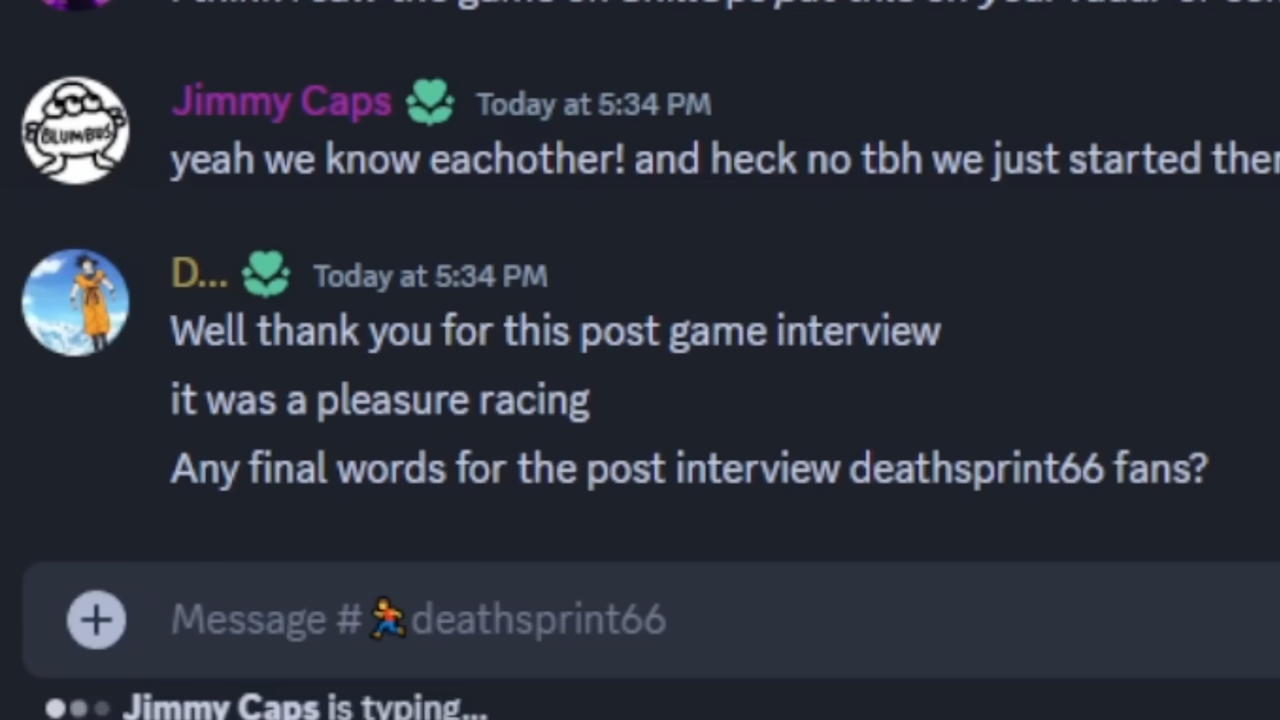 Jimmy Caps Today at 5:34 PM
BLUMBUS
yeah we know eachother! and heck no tbh we just started
D... Today at 5:34 PM
Well thank you for this post game interview
it was a pleasure racing
Any final words for the post interview deathsprint66 fans?
Message #🏃deathsprint66
Jimmy Caps is typing...